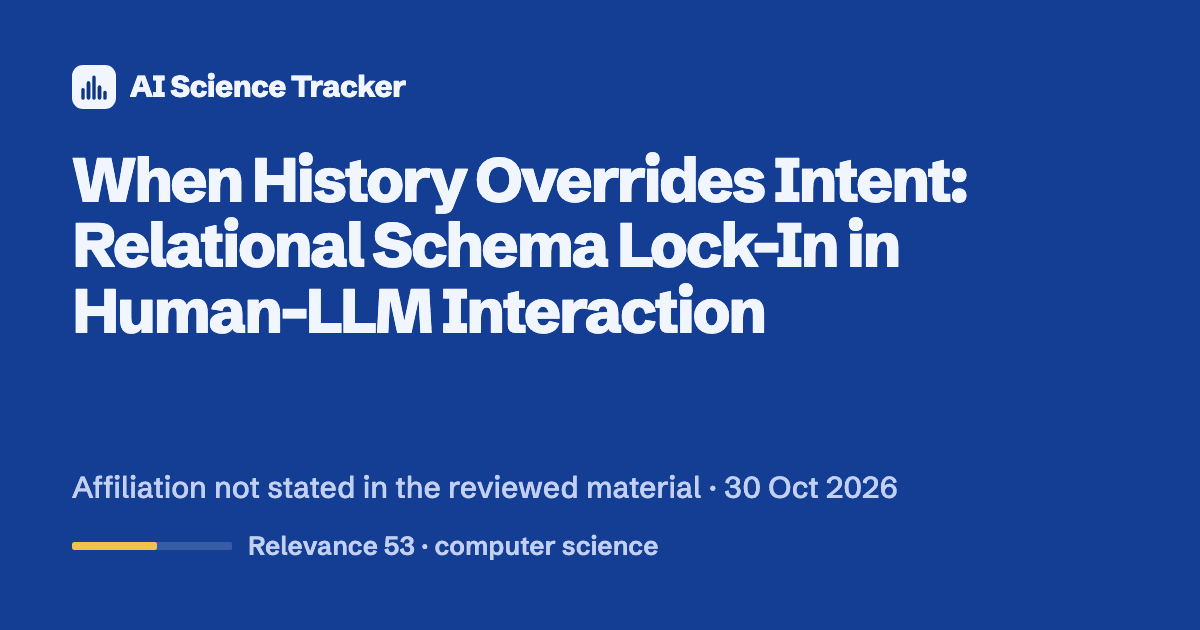 AI Science Tracker
When History Overrides Intent:
Relational Schema Lock-In in
Human-LLM Interaction
Affiliation not stated in the reviewed material · 30 Oct 2026
Relevance 53 · computer science